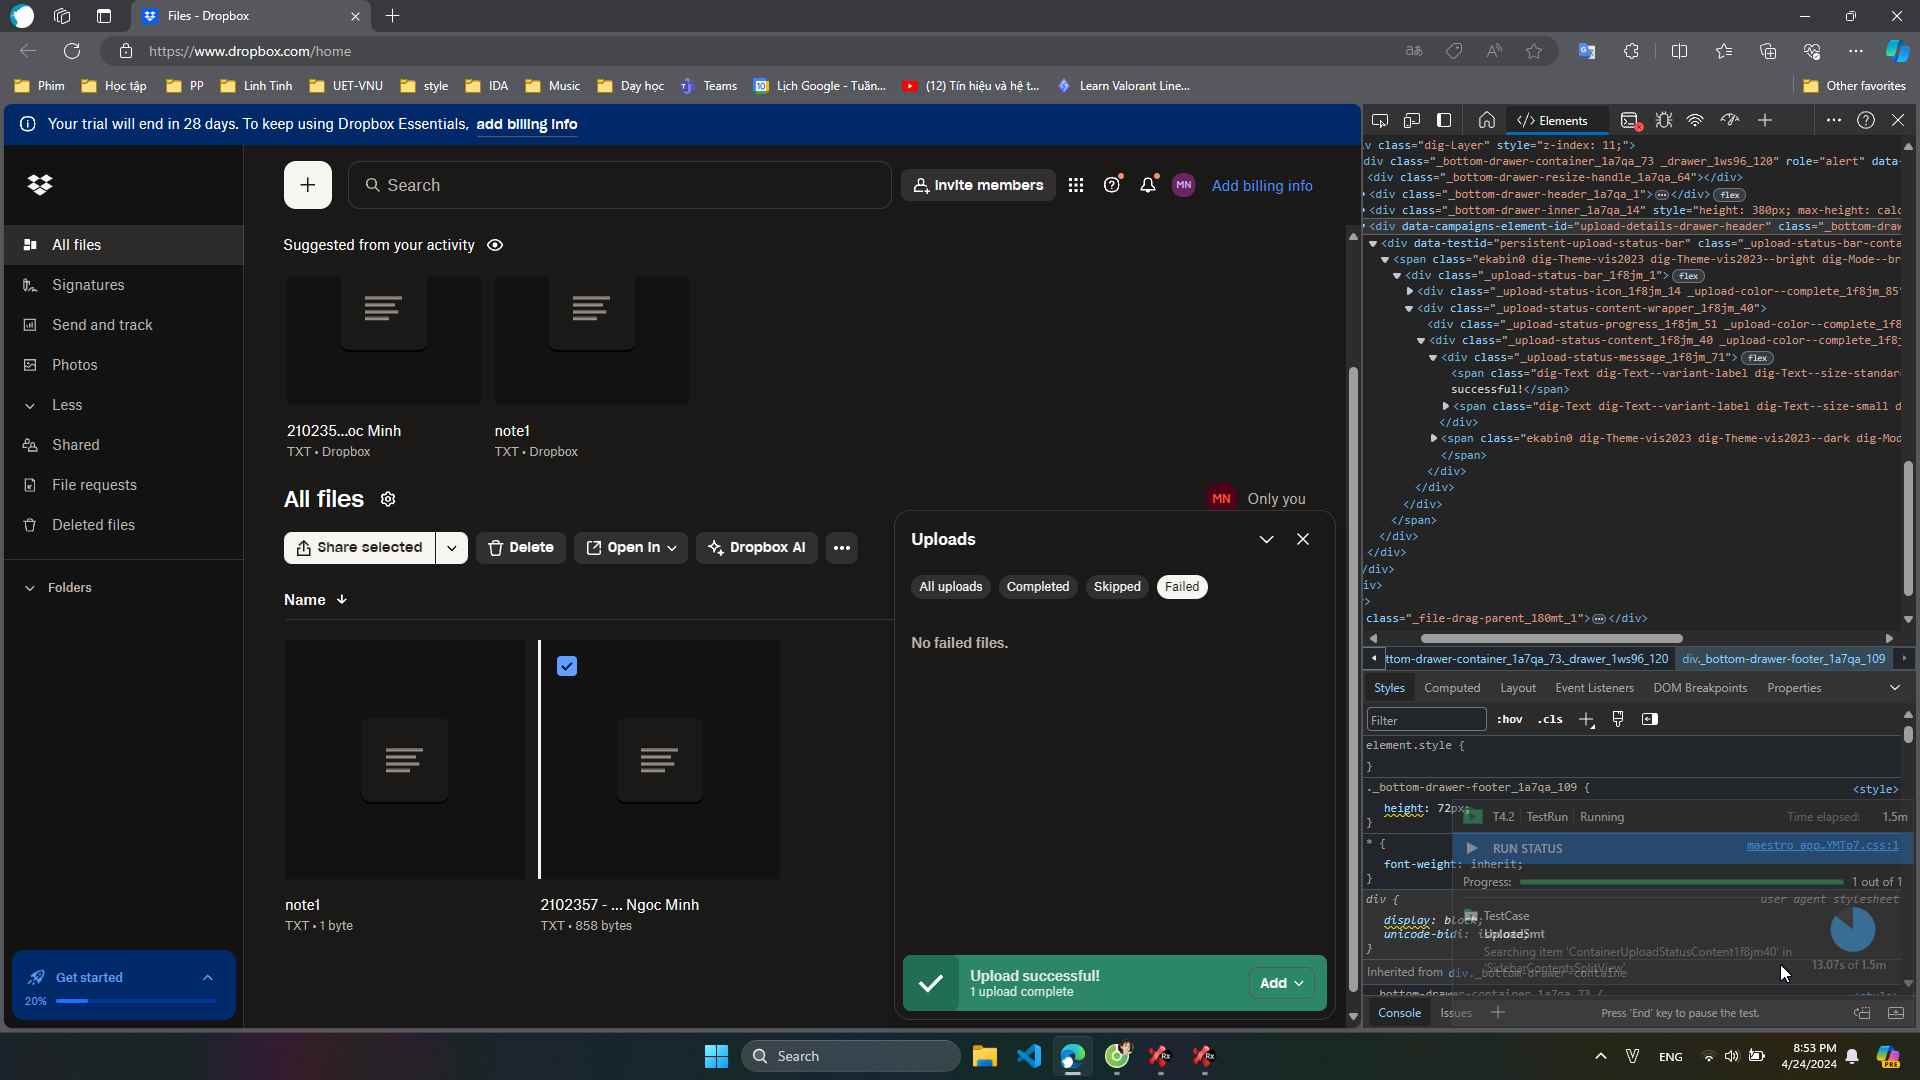 Files - Dropbox
https://www.dropbox.com/home
Phim
Học tập
PP
Linh Tinh
UET-VNU
style
IDA
Music
Dạy học
Teams
Lịch Google - Tuần...
(12) Tín hiệu và hệ t...
Learn Valorant Line...
Other favorites
Your trial will end in 28 days. To keep using Dropbox Essentials, add billing info
All files
Signatures
Send and track
Photos
Less
Shared
File requests
Deleted files
Folders
Get started
20%
Search
Invite members
MN
Add billing info
Suggested from your activity
210235...oc Minh
TXT • Dropbox
note1
TXT • Dropbox
All files
MN Only you
Share selected
Delete
Open in
Dropbox AI
Name
note1
TXT • 1 byte
2102357 - ... Ngoc Minh
TXT • 858 bytes
Uploads
All uploads
Completed
Skipped
Failed
No failed files.
Upload successful!
1 upload complete
Add
Elements
v class="dig-Layer" style="z-index: 11;">
div class="_bottom-drawer-container_1a7qa_73 _drawer_1ws96_120" role="alert" data-
<div class="_bottom-drawer-resize-handle_1a7qa_64"></div>
<div class="_bottom-drawer-header_1a7qa_1"> </div> flex
<div class="_bottom-drawer-inner_1a7qa_14" style="height: 380px; max-height: calc
<div data-campaigns-element-id="upload-details-drawer-header" class="_bottom-draw
<div data-testid="persistent-upload-status-bar" class="_upload-status-bar-conta
<span class="ekabin0 dig-Theme-vis2023 dig-Theme-vis2023--bright dig-Mode--br
<div class="_upload-status-bar_1f8jm_1"> flex
<div class="_upload-status-icon_1f8jm_14 _upload-color--complete_1f8jm_85"
<div class="_upload-status-content-wrapper_1f8jm_40">
<div class="_upload-status-progress_1f8jm_51 _upload-color--complete_1f8
<div class="_upload-status-content_1f8jm_40 _upload-color--complete_1f8j
<div class="_upload-status-message_1f8jm_71"> flex
<span class="dig-Text dig-Text--variant-label dig-Text--size-standar
successful!</span>
<span class="dig-Text dig-Text--variant-label dig-Text--size-small d
</div>
<span class="ekabin0 dig-Theme-vis2023 dig-Theme-vis2023--dark dig-Mod
</span>
</div>
</div>
</div>
</span>
</div>
</div>
/div>
iv>
>
class="_file-drag-parent_180mt_1"> </div>
ttom-drawer-container_1a7qa_73._drawer_1ws96_120
div._bottom-drawer-footer_1a7qa_109
Styles
Computed
Layout
Event Listeners
DOM Breakpoints
Properties
Filter
:hov
.cls
element.style {
}
._bottom-drawer-footer_1a7qa_109 {
<style>
height: 72px;
}
T4.2
TestRun
Running
Time elapsed:
1.5m
* {
RUN STATUS
maestro_app…YMTp7.css:1
font-weight: inherit;
}
Progress:
1 out of 1
div {
user agent stylesheet
display: block;
unicode-bidi: isolate;
}
TestCase
UploadSmt
Searching item 'ContainerUploadStatusContent1f8jm40' in
'SidebarContentsSplitView'
13.07s of 1.5m
Inherited from div._bottom-drawer-containe
Console
Issues
Press 'End' key to pause the test.
Search
ENG
8:53 PM
4/24/2024
PRE